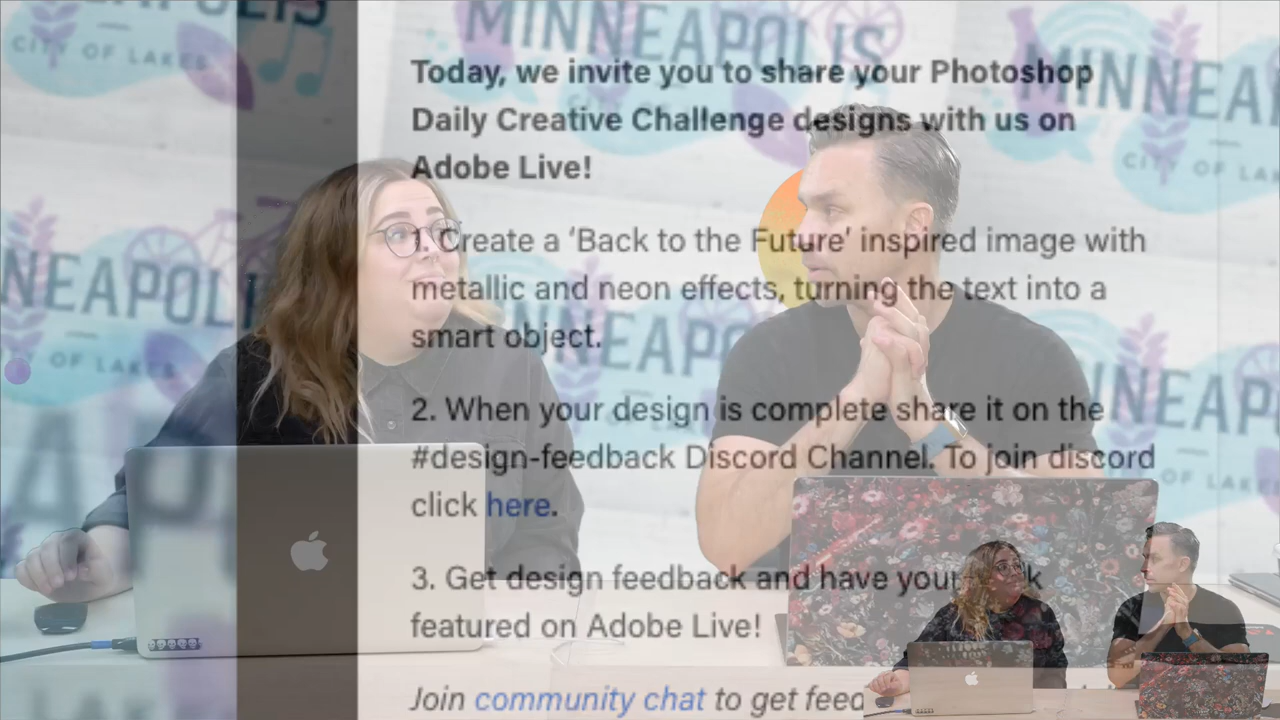 MINNEAPOLIS
CITY OF LAKES
MINNEAPOLIS
Today, we invite you to share your Photoshop
Daily Creative Challenge designs with us on
Adobe Live!
Create a ‘Back to the Future’ inspired image with
metallic and neon effects, turning the text into a
smart object.
2. When your design is complete share it on the
#design-feedback Discord Channel. To join discord
click here.
3. Get design feedback and have your
featured on Adobe Live!
Join community chat to get feed